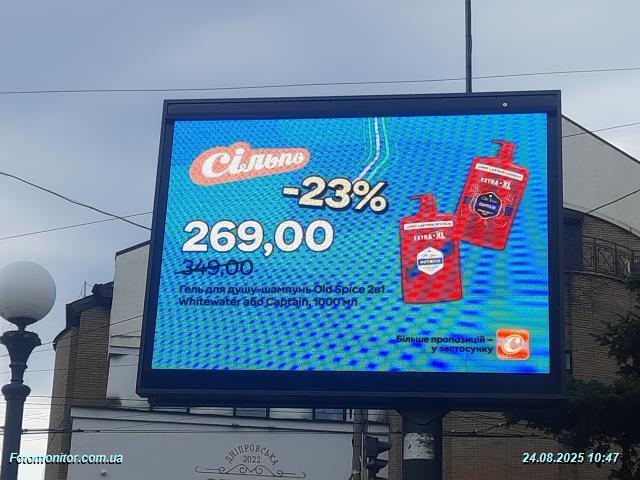 Сільпо
-23%
269,00
349,00
Гель для душу-шампунь Old Spice 2в1
Whitewater або Captain, 1000 мл
EXTRA-XL
CAPTAIN
EXTRA-XL
WHITEWATER
Більше пропозицій –
у застосунку
ДНІПРОВСЬКА
2022
Fotomonitor.com.ua
24.08.2025 10:47